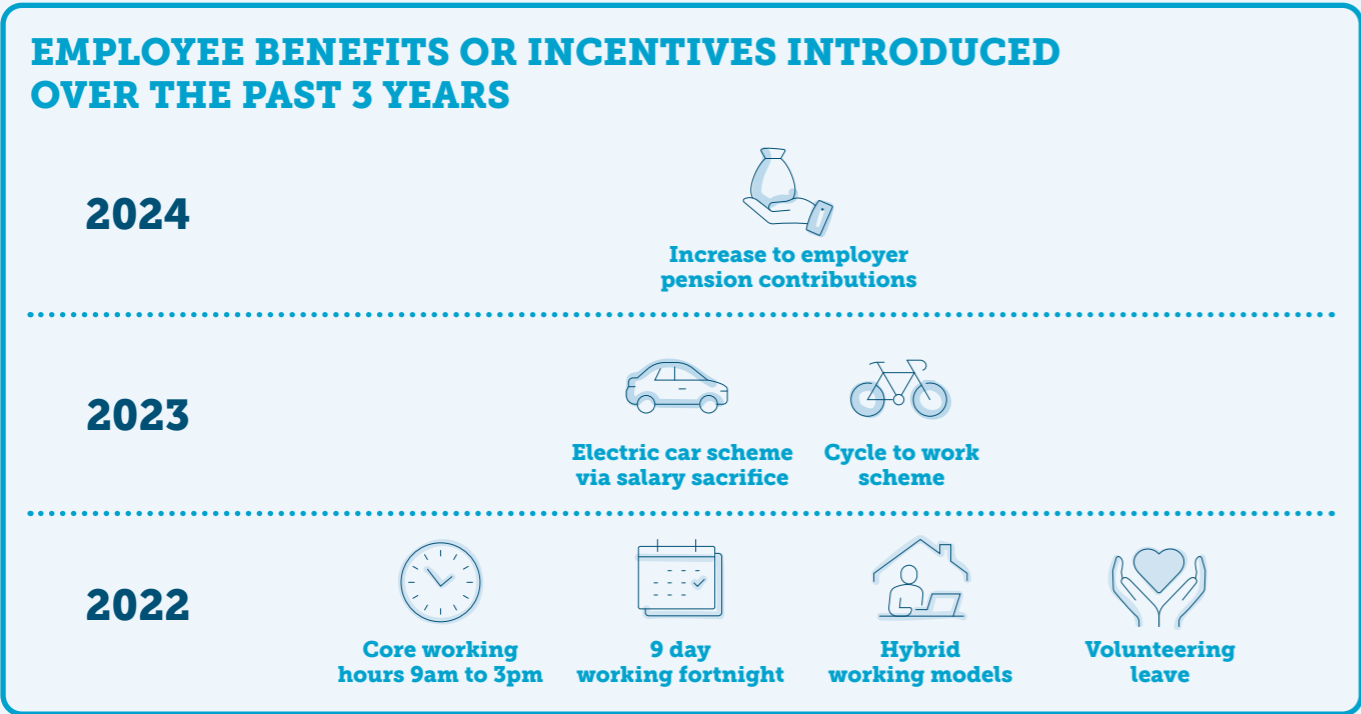 EMPLOYEE BENEFITS OR INCENTIVES INTRODUCED
OVER THE PAST 3 YEARS
2024
Increase to employer
pension contributions
2023
Electric car scheme
via salary sacrifice
Cycle to work
scheme
2022
Core working
hours 9am to 3pm
9 day
working fortnight
Hybrid
working models
Volunteering
leave